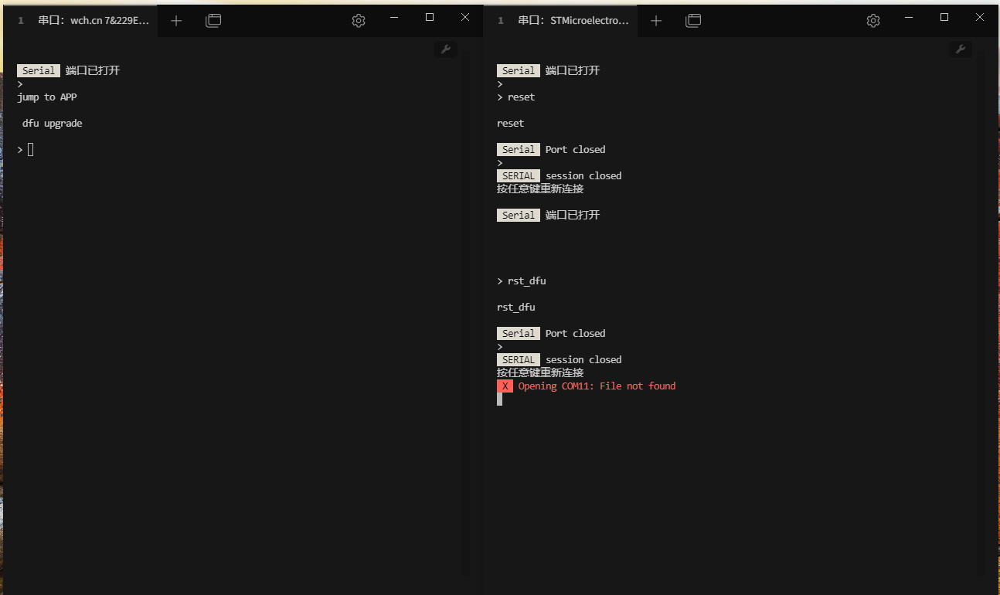 1 串口：wch.cn 7&229E...
Serial 端口已打开
>
jump to APP
dfu upgrade
>
1 串口：STMicroelectro...
Serial 端口已打开
>
> reset
reset
Serial Port closed
>
SERIAL session closed
按任意键重新连接
Serial 端口已打开
> rst_dfu
rst_dfu
Serial Port closed
>
SERIAL session closed
按任意键重新连接
X Opening COM11: File not found